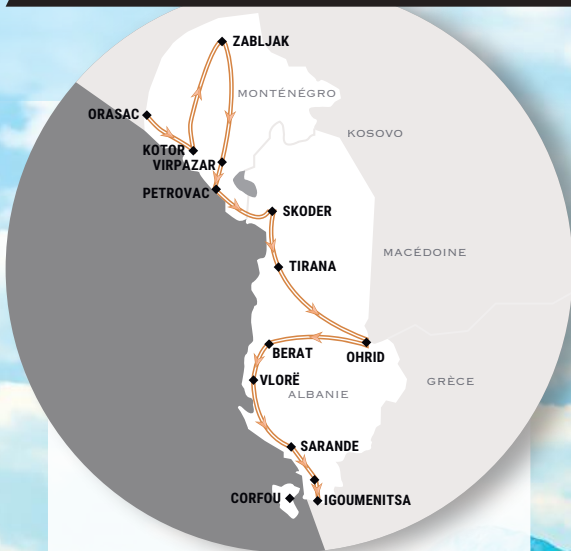 ZABLJAK
MONTÉNÉGRO
ORASAC
KOSOVO
KOTOR
VIRPAZAR
PETROVAC
SKODER
MACÉDOINE
TIRANA
BERAT
OHRID
VLORË
GRÈCE
ALBANIE
SARANDE
CORFOU
IGOUMENITSA